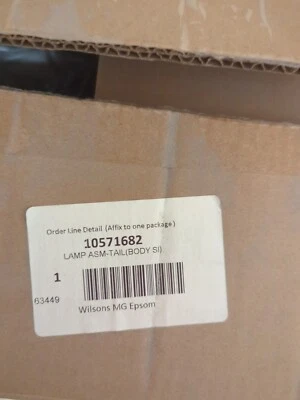 Order Line Detail (Affix to one package)
10571682
LAMP ASM-TAIL(BODY SI)
1
63449
Wilsons MG Epsom